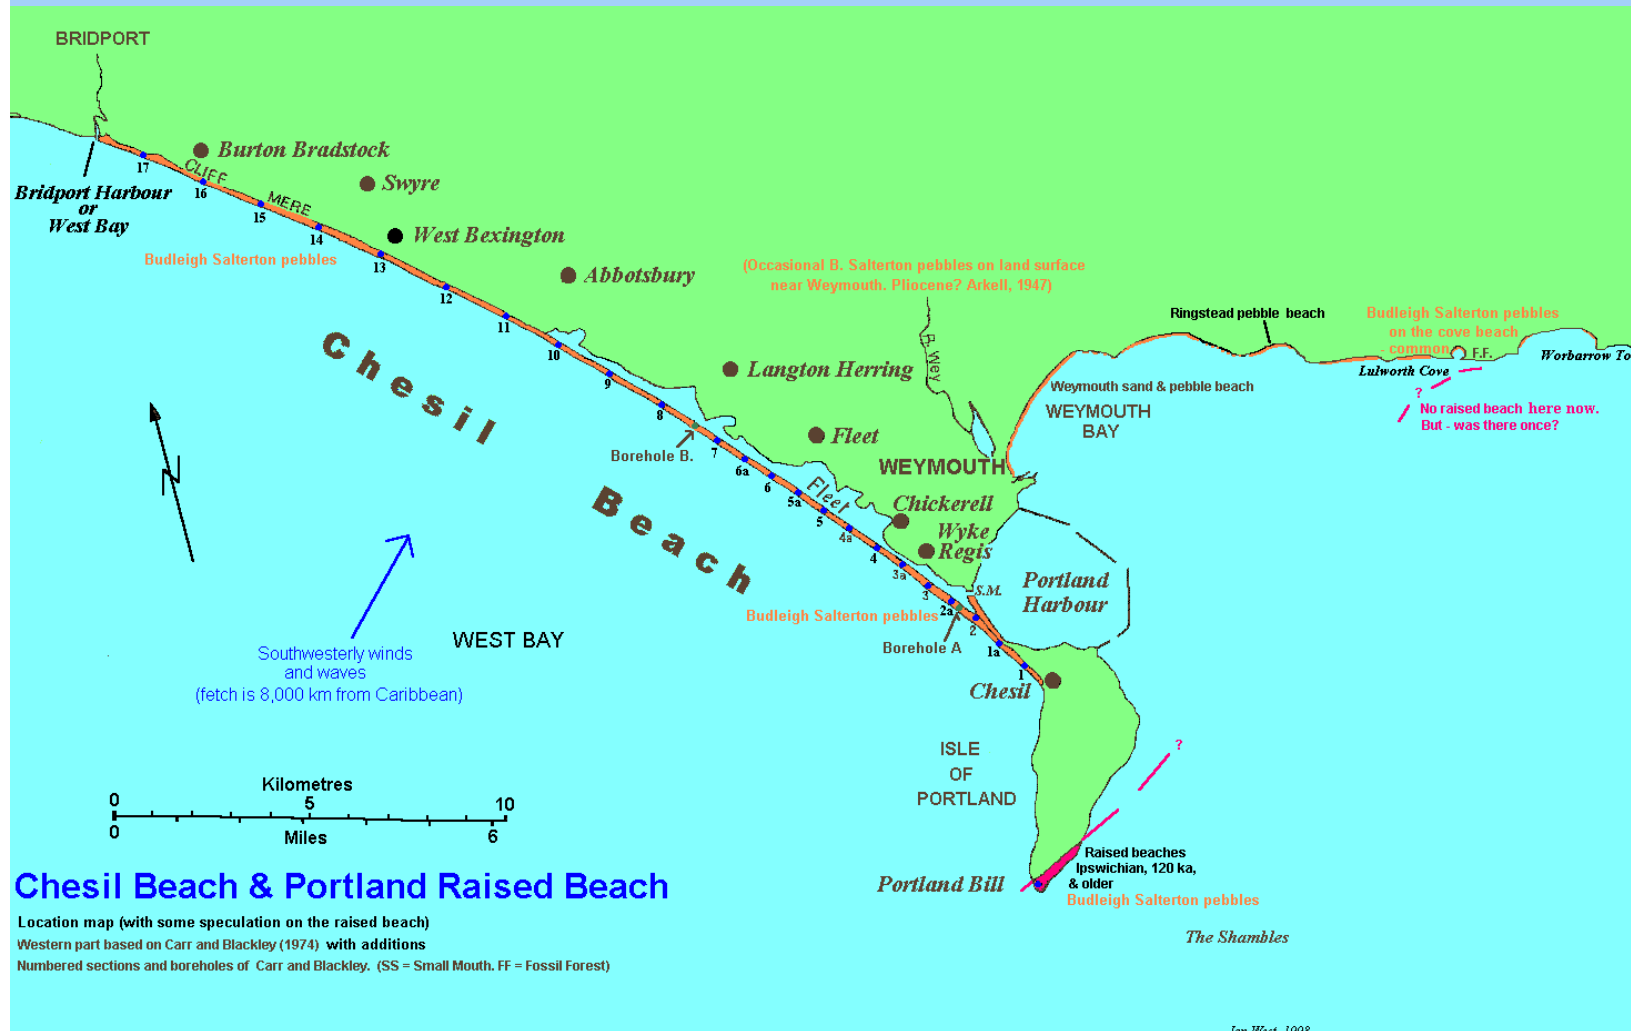 BRIDPORT
Burton Bradstock
17
CLIFF
16
Swyre
Bridport Harbour
or
West Bay
15
MERE
14
West Bexington
Budleigh Salterton pebbles
13
Abbotsbury
12
(Occasional B. Salterton pebbles on land surface
near Weymouth. Pliocene? Arkell, 1947)
11
10
R. Wey
Ringstead pebble beach
Budleigh Salterton pebbles
on the cove beach
- common
F.F.
Worbarrow To
Lulworth Cove
?
No raised beach here now.
But - was there once?
Chesil
Beach
9
Langton Herring
Weymouth sand & pebble beach
WEYMOUTH
BAY
8
Fleet
7
Borehole B.
6a
WEYMOUTH
6
5a
Fleet
5
Chickerell
4a
Wyke
Regis
4
3a
N
3
S.M.
Portland
Harbour
2a
Budleigh Salterton pebbles
2
Borehole A
1a
1
WEST BAY
Southwesterly winds
and waves
(fetch is 8,000 km from Caribbean)
Chesil
ISLE
OF
PORTLAND
?
Kilometres
0 5 10
0 Miles 6
Raised beaches
Ipswichian, 120 ka,
& older
Portland Bill
Budleigh Salterton pebbles
The Shambles
Chesil Beach & Portland Raised Beach
Location map (with some speculation on the raised beach)
Western part based on Carr and Blackley (1974) with additions
Numbered sections and boreholes of Carr and Blackley. (SS = Small Mouth. FF = Fossil Forest)
Ian West, 1998